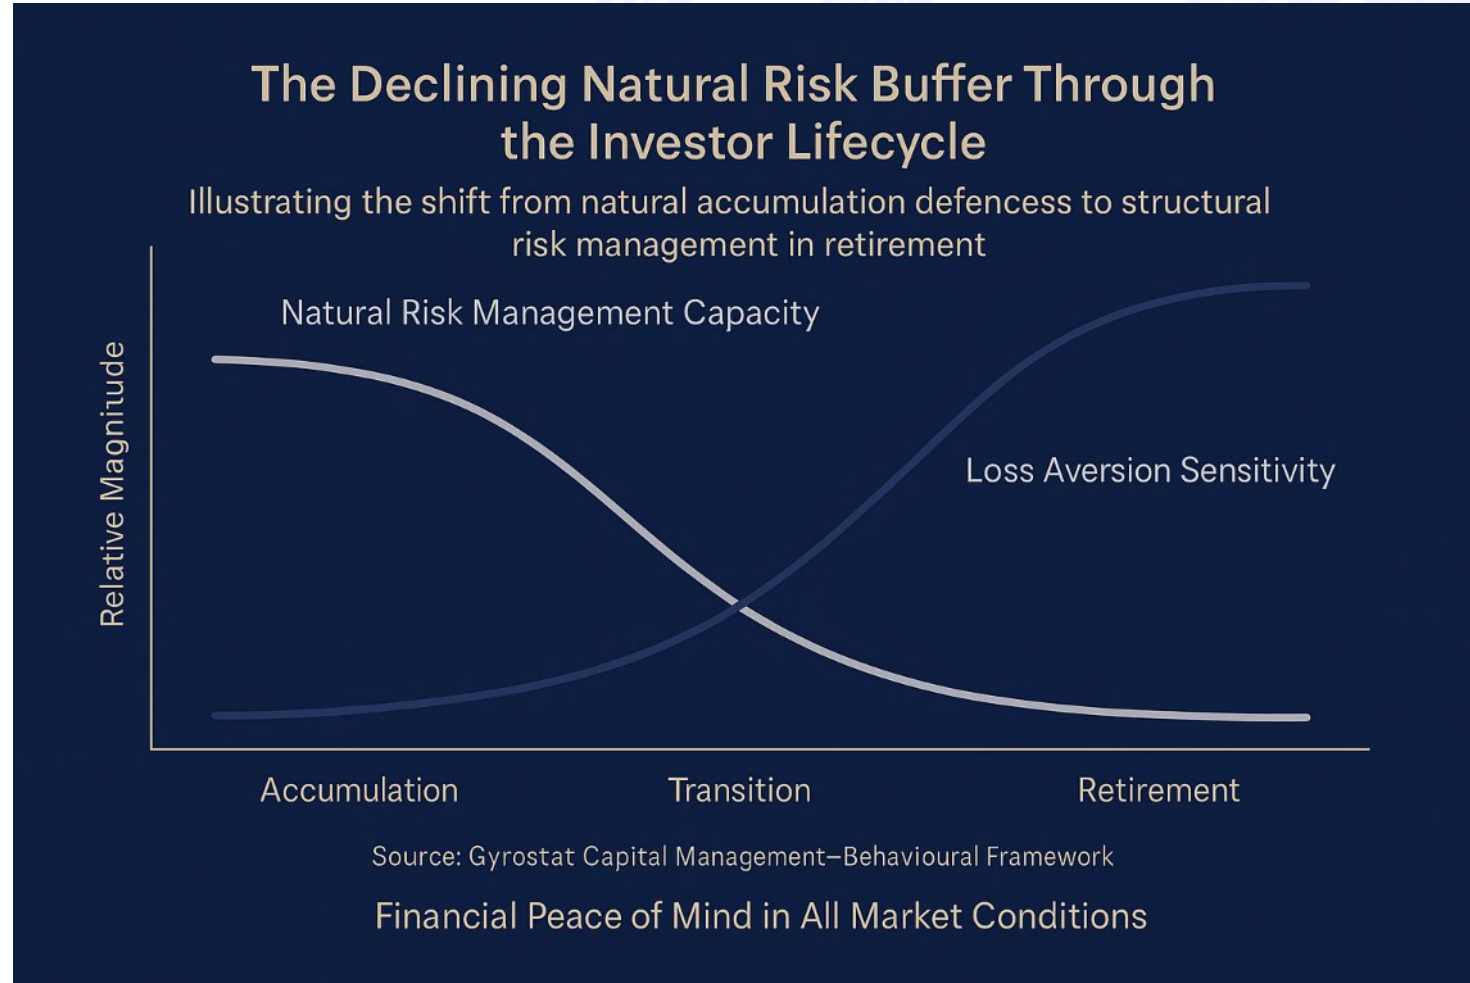 The Declining Natural Risk Buffer Through
the Investor Lifecycle
Illustrating the shift from natural accumulation defencess to structural
risk management in retirement
Natural Risk Management Capacity
Relative Magnitude
Loss Aversion Sensitivity
Accumulation
Transition
Retirement
Source: Gyrostat Capital Management–Behavioural Framework
Financial Peace of Mind in All Market Conditions